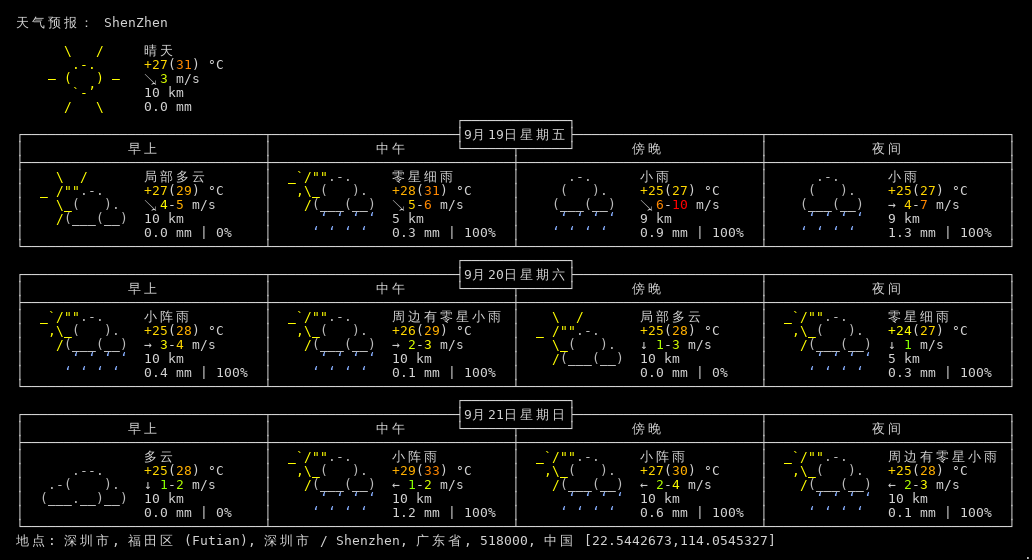 天气预报: ShenZhen
晴天
+27(31) °C
↘3 m/s
10 km
0.0 mm
9月19日星期五
早上 中午 傍晚 夜间
局部多云 零星细雨 小雨 小雨
+27(29) °C +28(31) °C +25(27) °C +25(27) °C
↘4-5 m/s ↘5-6 m/s ↘6-10 m/s → 4-7 m/s
10 km 5 km 9 km 9 km
0.0 mm | 0% 0.3 mm | 100% 0.9 mm | 100% 1.3 mm | 100%
9月20日星期六
早上 中午 傍晚 夜间
小阵雨 周边有零星小雨 局部多云 零星细雨
+25(28) °C +26(29) °C +25(28) °C +24(27) °C
→ 3-4 m/s → 2-3 m/s ↓ 1-3 m/s ↓ 1 m/s
10 km 10 km 10 km 5 km
0.4 mm | 100% 0.1 mm | 100% 0.0 mm | 0% 0.3 mm | 100%
9月21日星期日
早上 中午 傍晚 夜间
多云 小阵雨 小阵雨 周边有零星小雨
+25(28) °C +29(33) °C +27(30) °C +25(28) °C
↓ 1-2 m/s ← 1-2 m/s ← 2-4 m/s ← 2-3 m/s
10 km 10 km 10 km 10 km
0.0 mm | 0% 1.2 mm | 100% 0.6 mm | 100% 0.1 mm | 100%
地点: 深圳市, 福田区 (Futian), 深圳市 / Shenzhen, 广东省, 518000, 中国 [22.5442673,114.0545327]